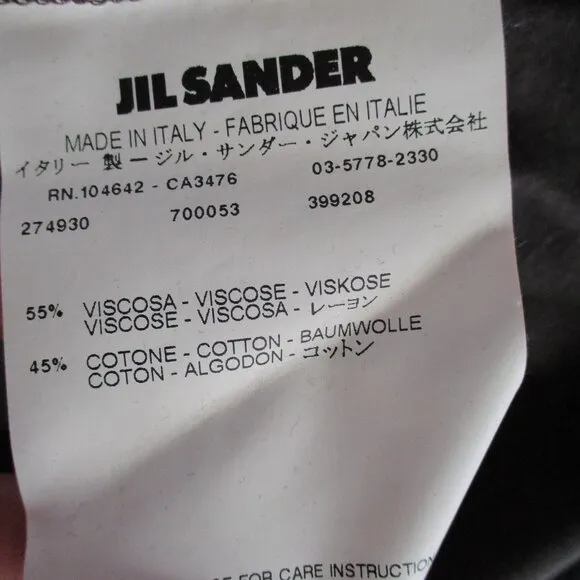 JIL SANDER
MADE IN ITALY - FABRIQUE EN ITALIE
イタリー 製 ージル・サンダー・ジャパン株式会社
RN.104642 - CA3476 03-5778-2330
274930 700053 399208
55% VISCOSA - VISCOSE - VISKOSE
VISCOSE - VISCOSA - レーヨン
45% COTONE - COTTON - BAUMWOLLE
COTON - ALGODON - コットン
FOR CARE INSTRUCTION